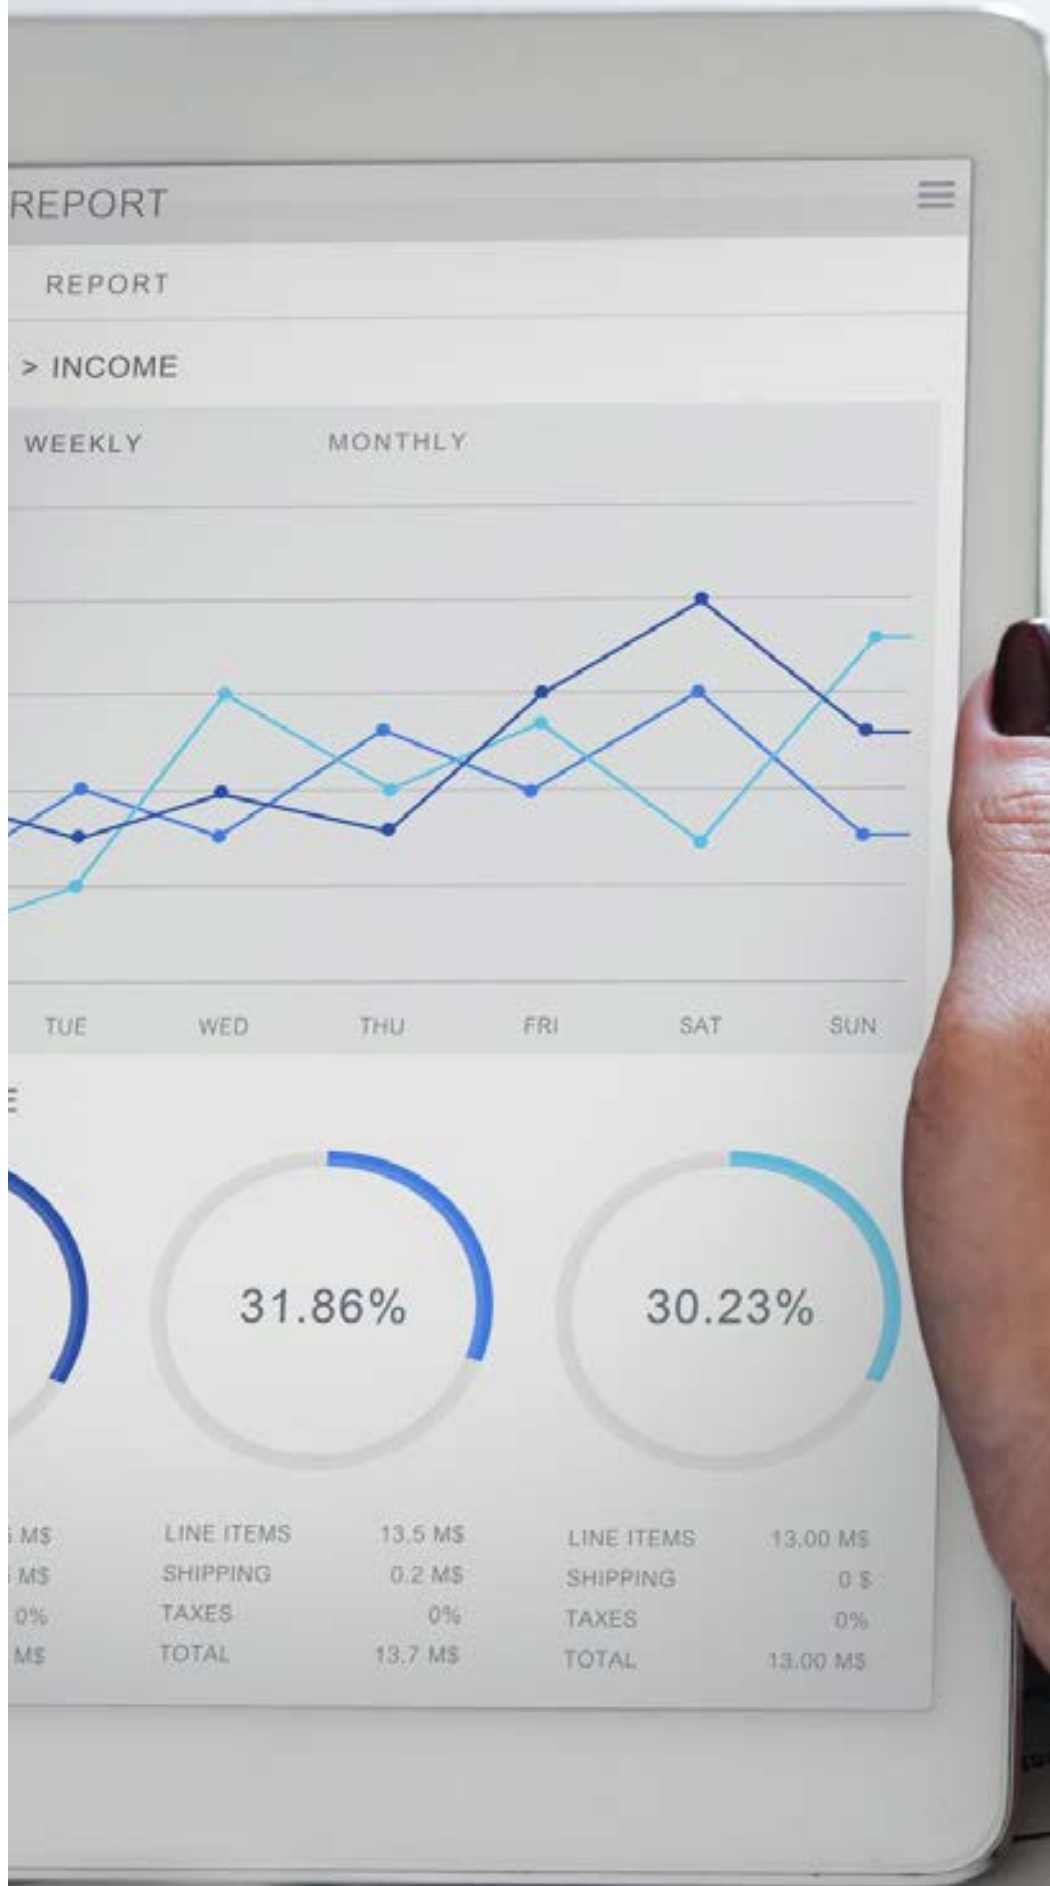 REPORT
REPORT
> INCOME
WEEKLY MONTHLY
TUE WED THU FRI SAT SUN
31.86% 30.23%
M$ LINE ITEMS 13.5 M$ LINE ITEMS 13.00 M$
M$ SHIPPING 0.2 M$ SHIPPING 0 $
0% TAXES 0% TAXES 0%
M$ TOTAL 13.7 M$ TOTAL 13.00 M$